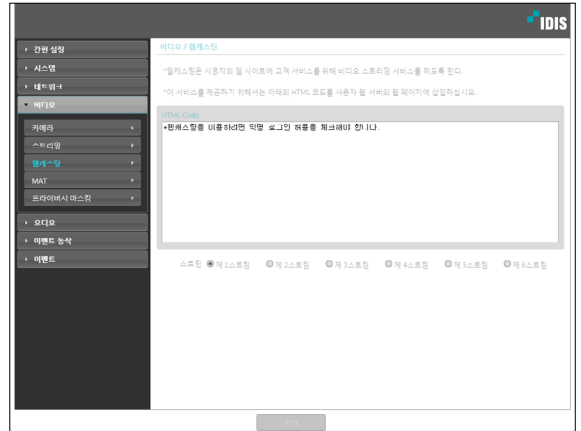 IDIS
간편 설정
시스템
네트워크
비디오
카메라
스트리밍
웹캐스팅
MAT
프라이버시 마스킹
오디오
이벤트 동작
이벤트
비디오 / 웹캐스팅
*웹캐스팅은 사용자의 웹 사이트에 고객 서비스를 위해 비디오 스트리밍 서비스를 하도록 한다.
*이 서비스를 제공하기 위해서는 아래의 HTML 코드를 사용자 웹 서버의 웹 페이지에 삽입하십시오.
HTML Code
*웹캐스팅를 이용하려면 익명 로그인 허용를 체크해야 합니다.
스트림 제 1스트림 제 2스트림 제 3스트림 제 4스트림 제 5스트림 제 6스트림